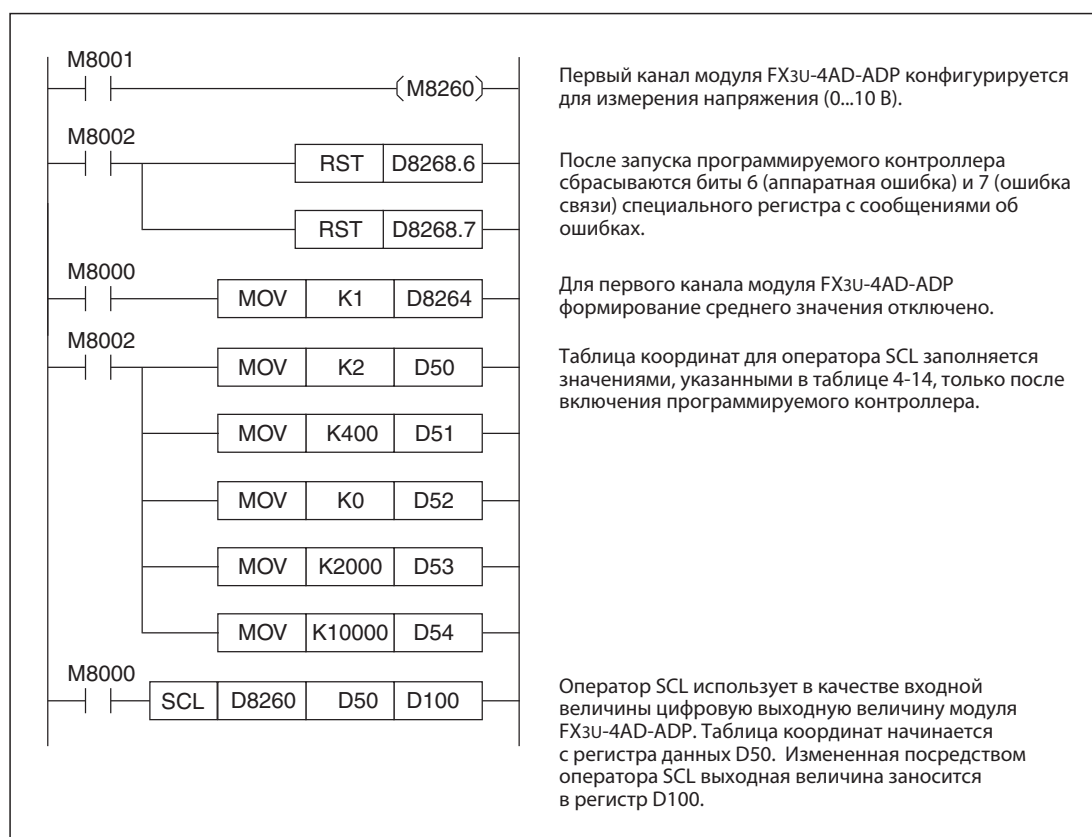 M8001
M8260
Первый канал модуля FX3U-4AD-ADP конфигурируется
для измерения напряжения (0...10 В).
M8002
RST D8268.6
RST D8268.7
После запуска программируемого контроллера
сбрасываются биты 6 (аппаратная ошибка) и 7 (ошибка
связи) специального регистра с сообщениями об
ошибках.
M8000
MOV K1 D8264
Для первого канала модуля FX3U-4AD-ADP
формирование среднего значения отключено.
M8002
MOV K2 D50
MOV K400 D51
MOV K0 D52
MOV K2000 D53
MOV K10000 D54
Таблица координат для оператора SCL заполняется
значениями, указанными в таблице 4-14, только после
включения программируемого контроллера.
M8000
SCL D8260 D50 D100
Оператор SCL использует в качестве входной
величины цифровую выходную величину модуля
FX3U-4AD-ADP. Таблица координат начинается
с регистра данных D50. Измененная посредством
оператора SCL выходная величина заносится
в регистр D100.